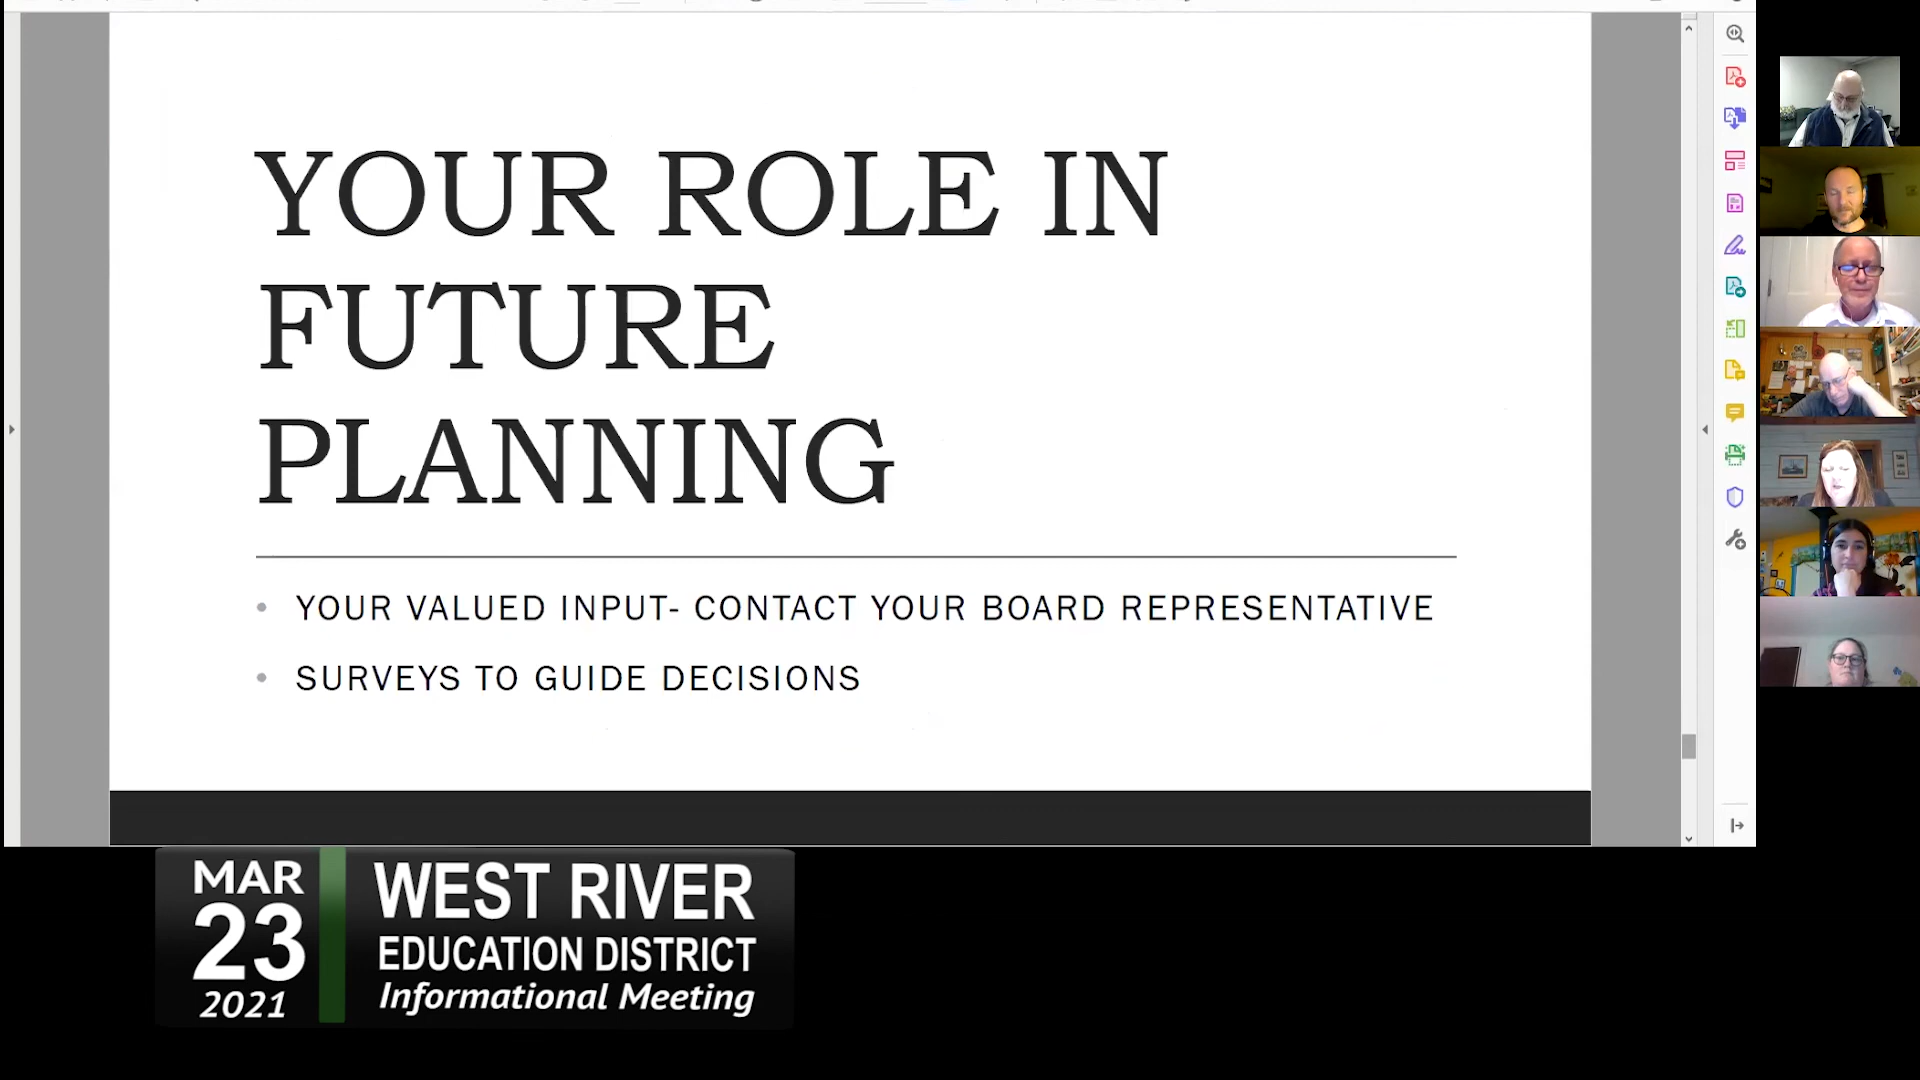 YOUR ROLE IN
FUTURE
PLANNING
• YOUR VALUED INPUT- CONTACT YOUR BOARD REPRESENTATIVE
• SURVEYS TO GUIDE DECISIONS
MAR
23
2021
WEST RIVER
EDUCATION DISTRICT
Informational Meeting